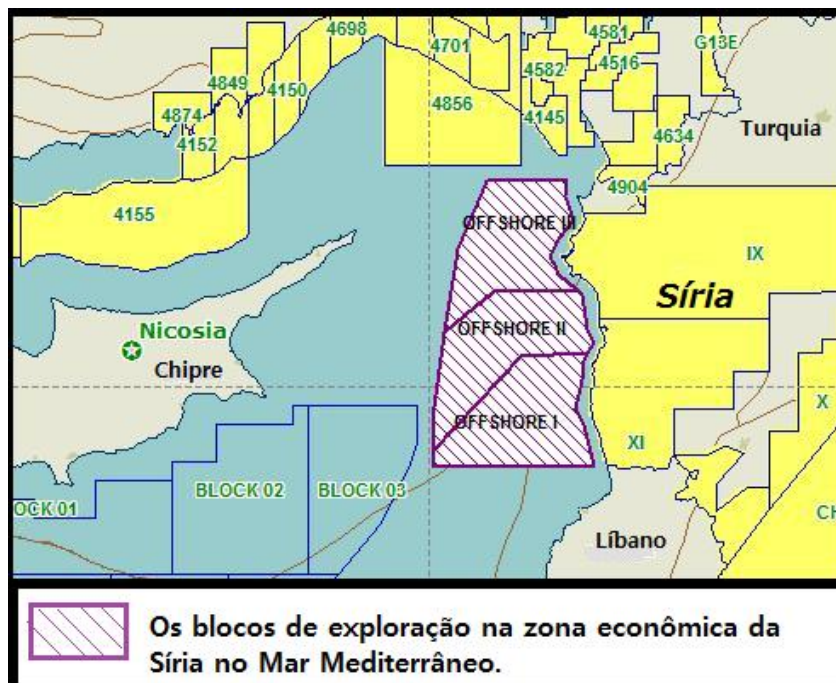 4698
4701
4581
G13E
4849
4150
4582
4516
4874
4856
4145
4152
4634
Turquia
4904
4155
OFFSHORE III
IX
Síria
Nicosia
OFFSHORE II
Chipre
X
OFFSHORE I
XI
BLOCK 02
BLOCK 03
OCK 01
CH
Líbano
Os blocos de exploração na zona econômica da
Síria no Mar Mediterrâneo.